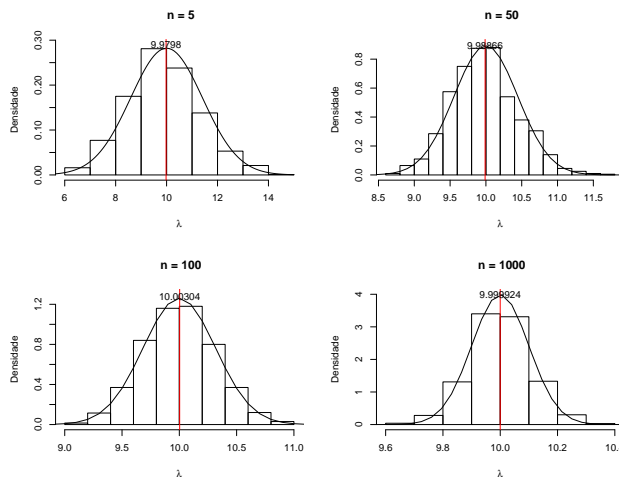 n = 5
9.9798
Densidade
0.00 0.10 0.20 0.30
6 8 10 12 14
λ
n = 50
Densidade
0.0 0.2 0.4 0.6 0.8
8.5 9.0 9.5 10.0 10.5 11.0 11.5
λ
n = 100
10.00304
Densidade
0.0 0.4 0.8 1.2
9.0 9.5 10.0 10.5 11.0
λ
n = 1000
Densidade
0 1 2 3 4
9.6 9.8 10.0 10.2
λ